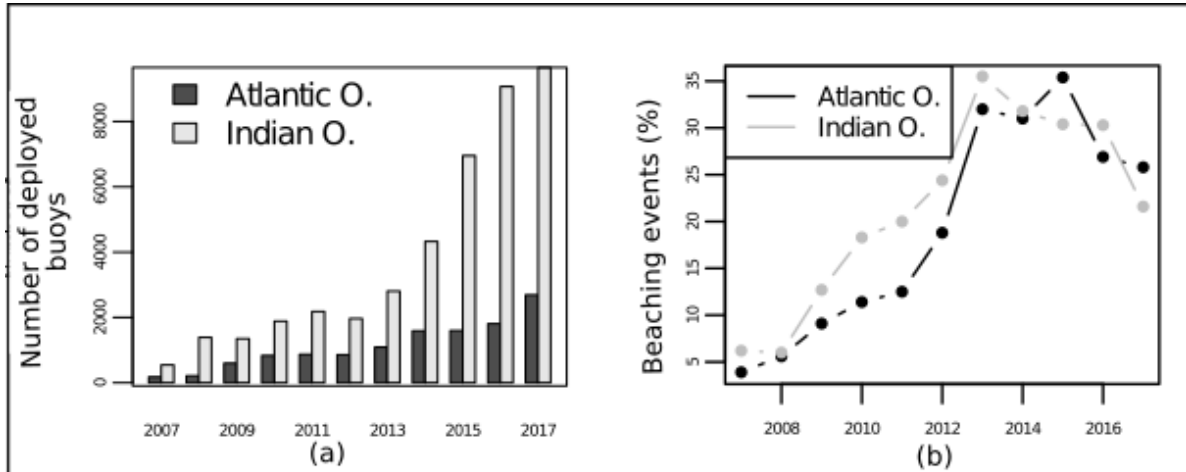 Number of deployed
buoys
0
2000
4000
6000
8000
Atlantic O.
Indian O.
2007
2009
2011
2013
2015
2017
(a)
Beaching events (%)
5
10
15
20
25
30
35
Atlantic O.
Indian O.
2008
2010
2012
2014
2016
(b)